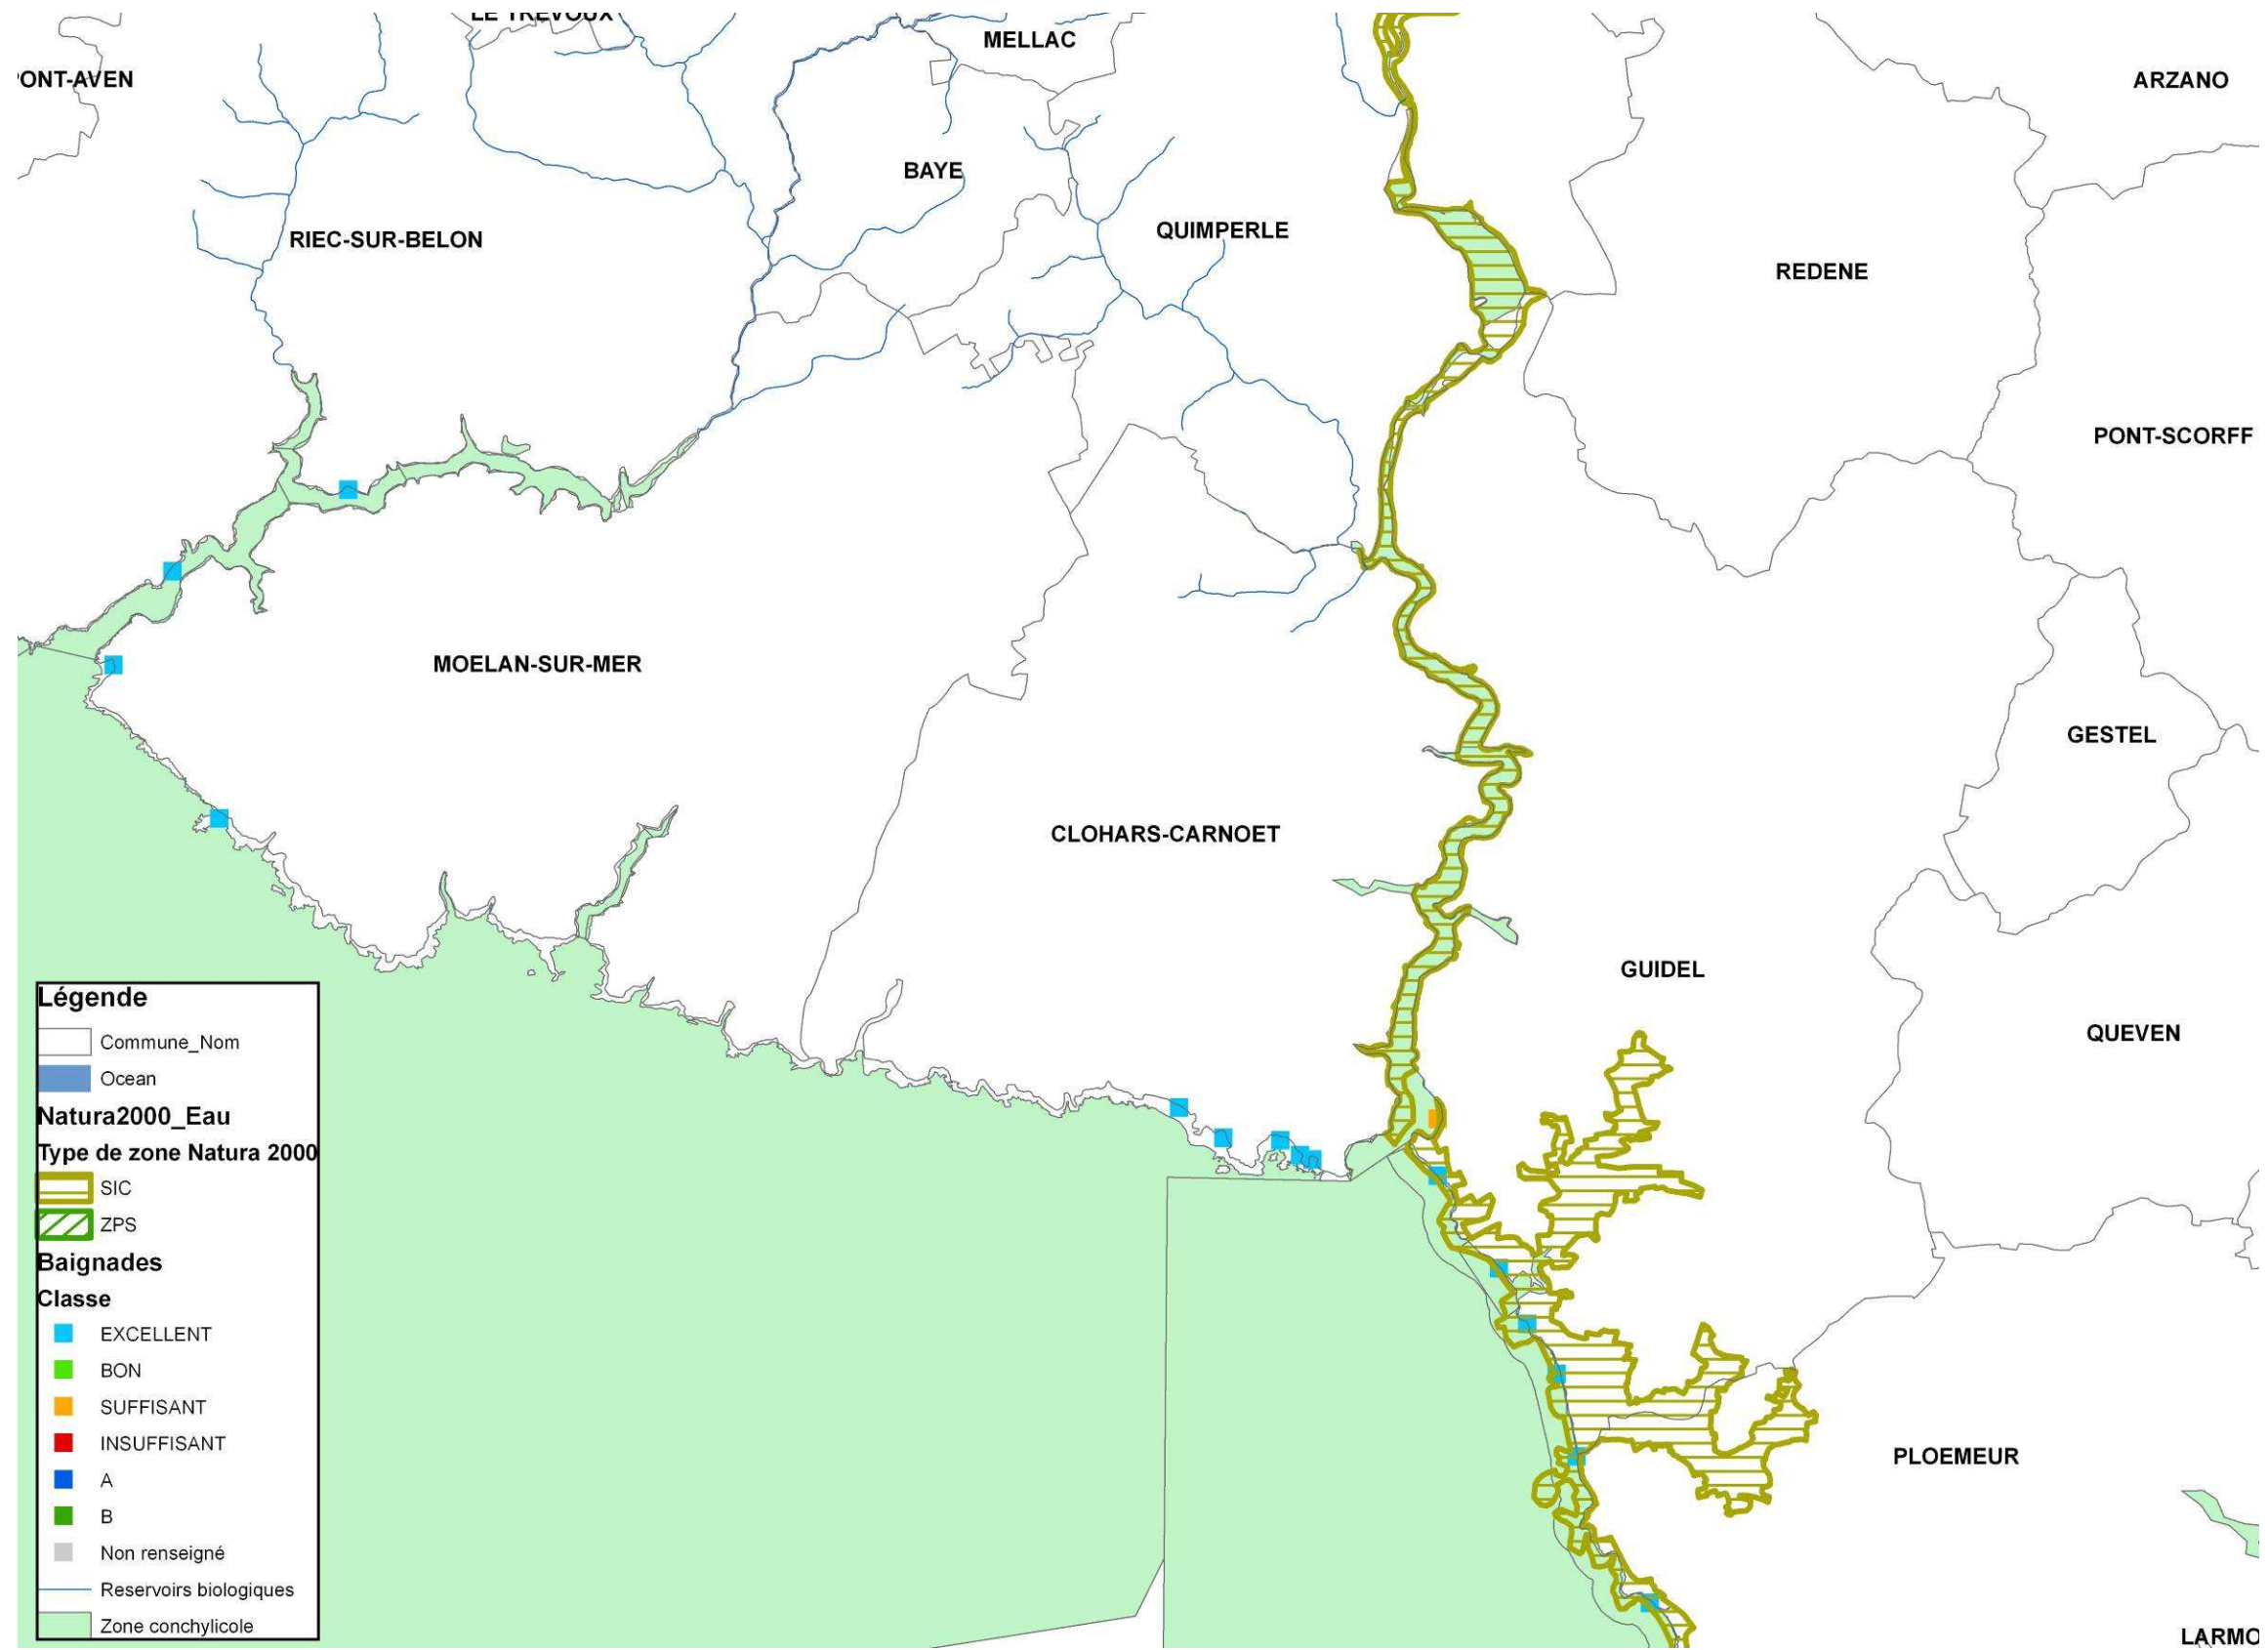 LE TREVOUX
MELLAC
ONT-AVEN
ARZANO
BAYE
QUIMPERLE
RIEC-SUR-BELON
REDENE
PONT-SCORFF
MOELAN-SUR-MER
GESTEL
CLOHARS-CARNOET
GUIDEL
QUEVEN
PLOEMEUR
LARMO
Légende
Commune_Nom
Ocean
Natura2000_Eau
Type de zone Natura 2000
SIC
ZPS
Baignades
Classe
EXCELLENT
BON
SUFFISANT
INSUFFISANT
A
B
Non renseigné
Reservoirs biologiques
Zone conchylicole